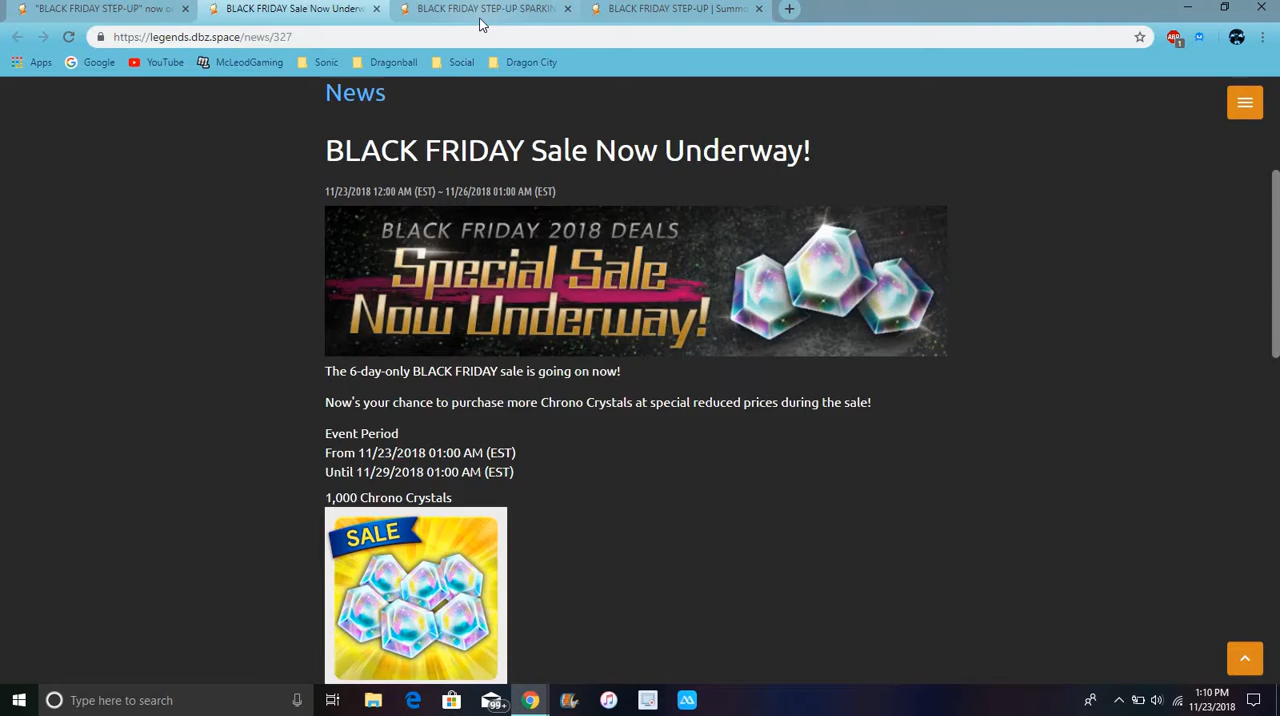 "BLACK FRIDAY STEP-UP" now o
BLACK FRIDAY Sale Now Underw
BLACK FRIDAY STEP-UP SPARKIN
BLACK FRIDAY STEP-UP | Summo
https://legends.dbz.space/news/327
ABP
1
Apps
Google
YouTube
McLeodGaming
Sonic
Dragonball
Social
Dragon City
News
BLACK FRIDAY Sale Now Underway!
11/23/2018 12:00 AM (EST) ~ 11/26/2018 01:00 AM (EST)
BLACK FRIDAY 2018 DEALS
Special Sale
Now Underway!
The 6-day-only BLACK FRIDAY sale is going on now!
Now's your chance to purchase more Chrono Crystals at special reduced prices during the sale!
Event Period
From 11/23/2018 01:00 AM (EST)
Until 11/29/2018 01:00 AM (EST)
1,000 Chrono Crystals
SALE
Type here to search
99+
1:10 PM
11/23/2018